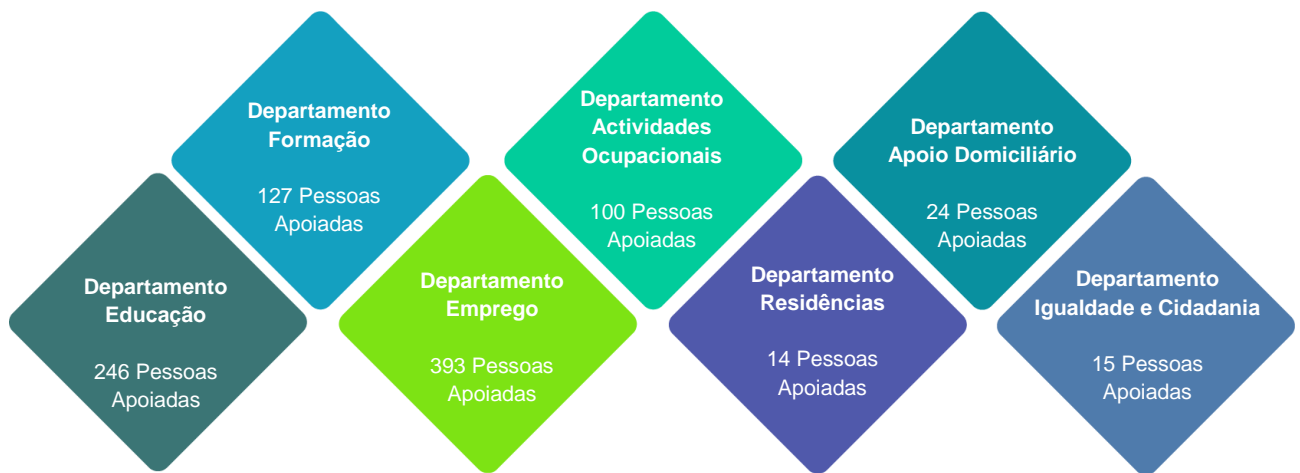 Departamento
Educação
246 Pessoas
Apoiadas
Departamento
Formação
127 Pessoas
Apoiadas
Departamento
Emprego
393 Pessoas
Apoiadas
Departamento
Actividades
Ocupacionais
100 Pessoas
Apoiadas
Departamento
Residências
14 Pessoas
Apoiadas
Departamento
Apoio Domiciliário
24 Pessoas
Apoiadas
Departamento
Igualdade e Cidadania
15 Pessoas
Apoiadas